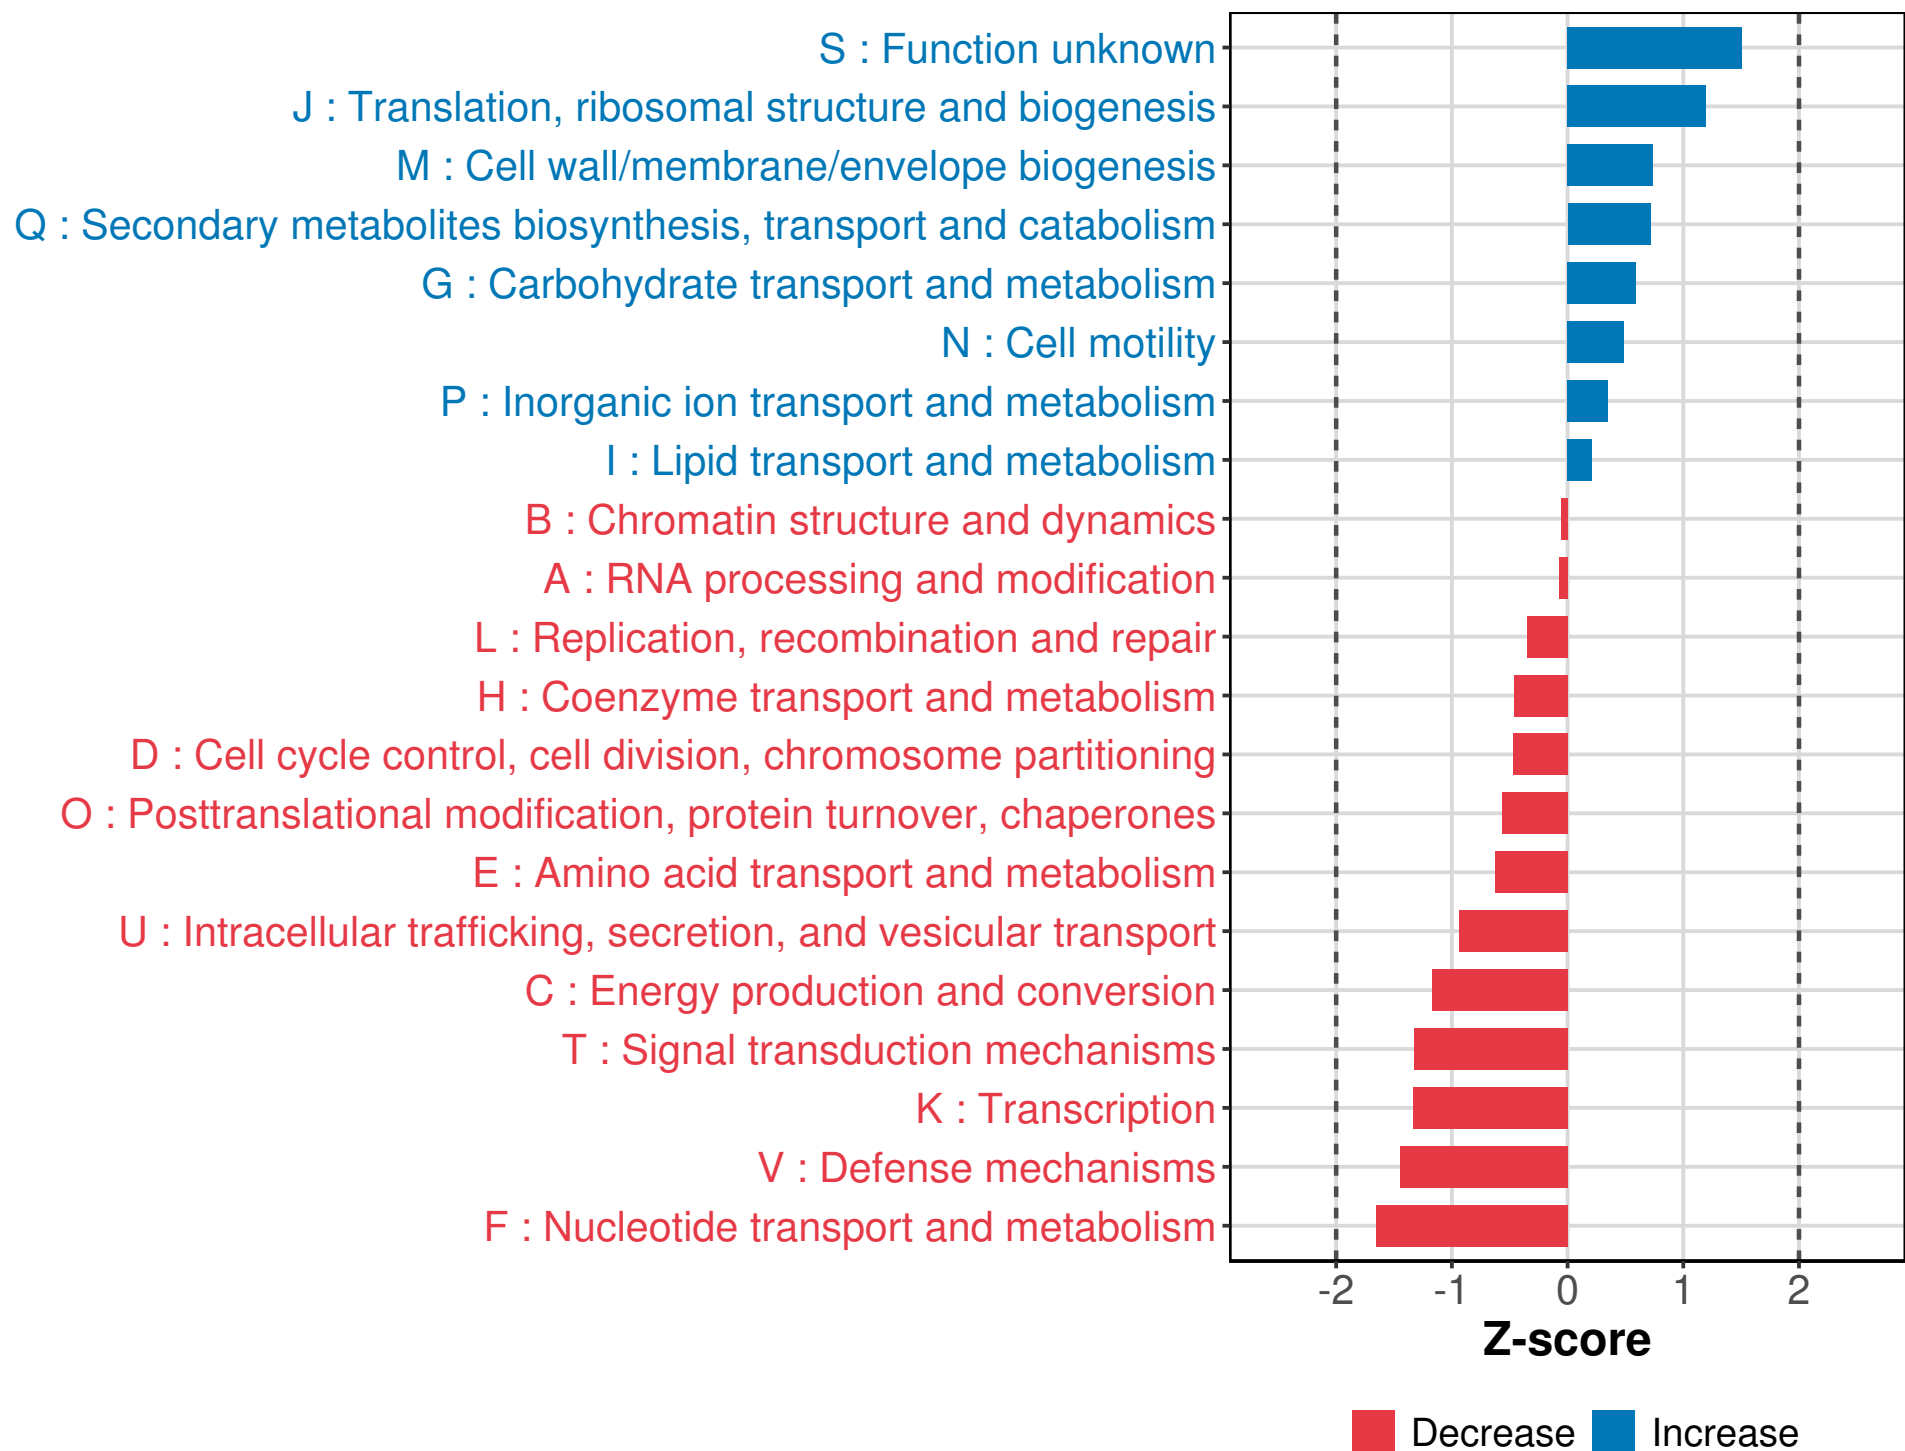 S : Function unknown
J : Translation, ribosomal structure and biogenesis
M : Cell wall/membrane/envelope biogenesis
Q : Secondary metabolites biosynthesis, transport and catabolism
G : Carbohydrate transport and metabolism
N : Cell motility
P : Inorganic ion transport and metabolism
I : Lipid transport and metabolism
B : Chromatin structure and dynamics
A : RNA processing and modification
L : Replication, recombination and repair
H : Coenzyme transport and metabolism
D : Cell cycle control, cell division, chromosome partitioning
O : Posttranslational modification, protein turnover, chaperones
E : Amino acid transport and metabolism
U : Intracellular trafficking, secretion, and vesicular transport
C : Energy production and conversion
T : Signal transduction mechanisms
K : Transcription
V : Defense mechanisms
F : Nucleotide transport and metabolism
-2 -1 0 1 2
Z-score
Decrease Increase